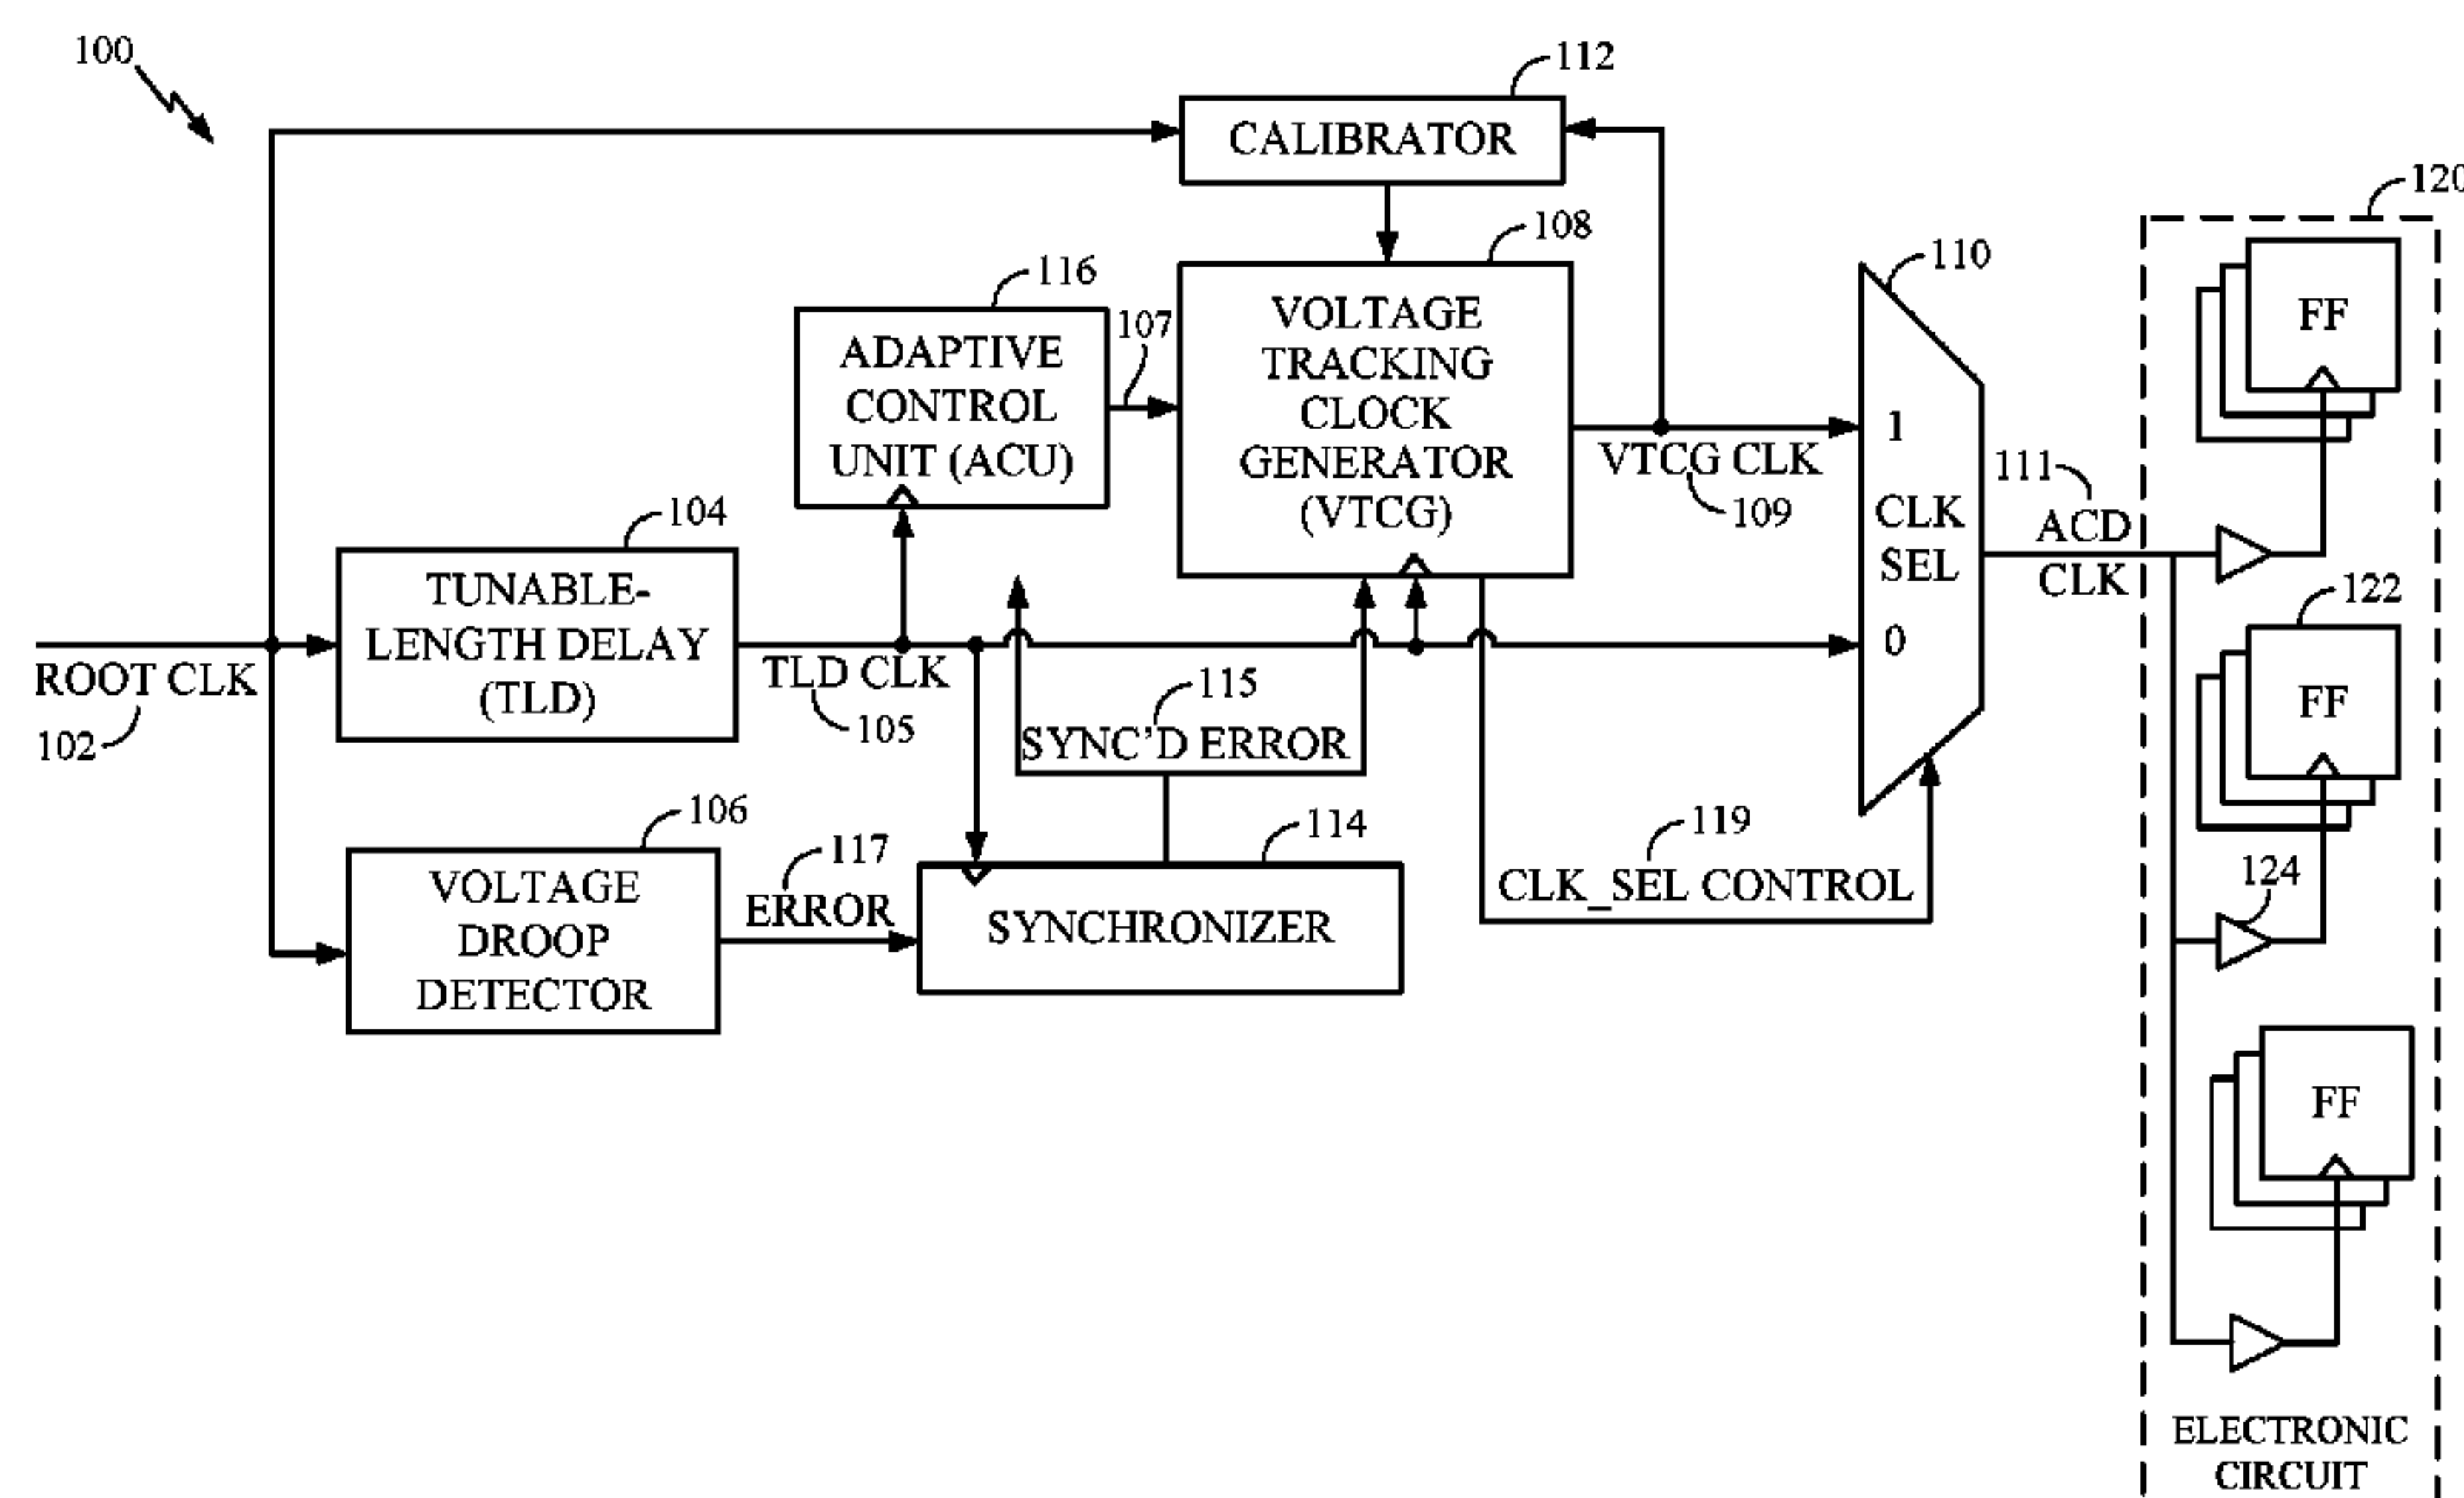 100
112
CALIBRATOR
120
108
VOLTAGE
TRACKING
CLOCK
GENERATOR
(VTCG)
116
ADAPTIVE
CONTROL
UNIT (ACU)
107
110
1
CLK
SEL
0
VTCG CLK
109
111
ACD
CLK
FF
104
TUNABLE-
LENGTH DELAY
(TLD)
ROOT CLK
102
TLD CLK
105
115
SYNC'D ERROR
122
FF
106
VOLTAGE
DROOP
DETECTOR
117
ERROR
114
SYNCHRONIZER
119
CLK_SEL CONTROL
124
FF
ELECTRONIC
CIRCUIT